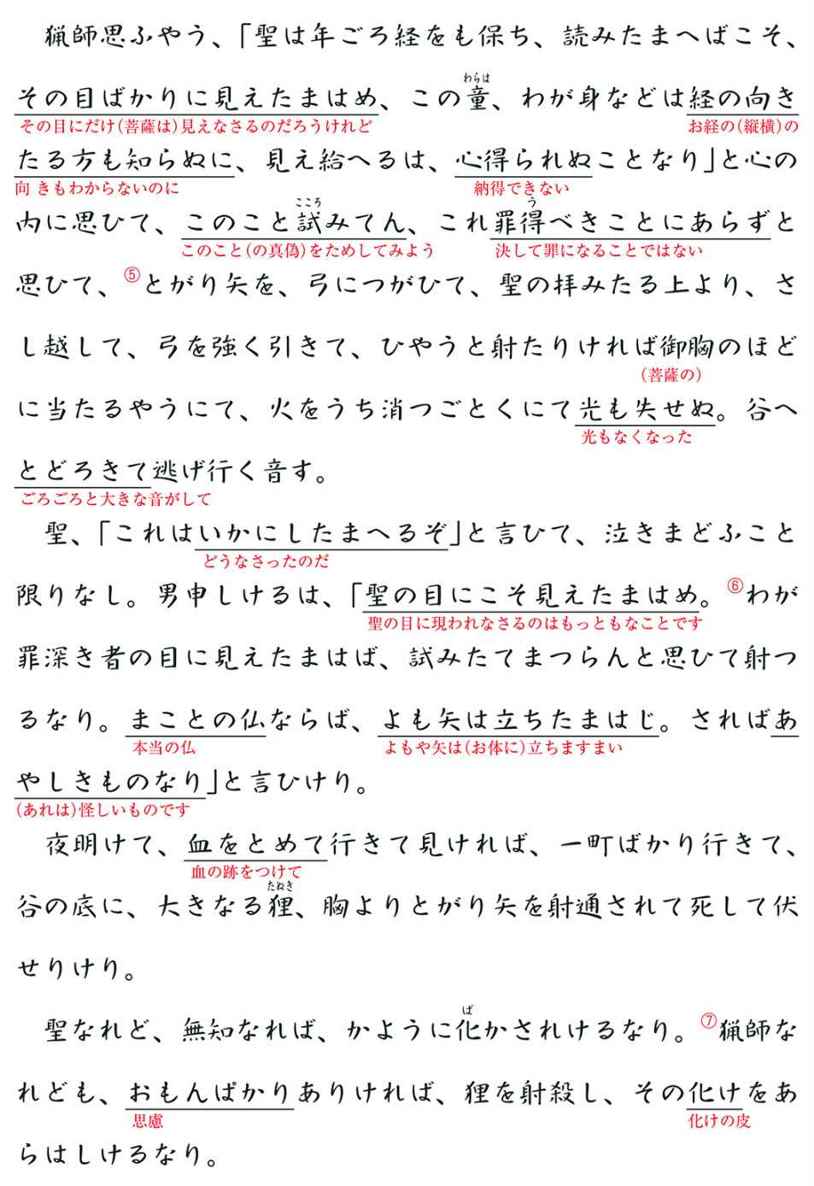 猟師思ふやう、「聖は年ごろ経をも保ち、読みたまへばこそ、
わらは
その目ばかりに見えたまはめ、この童、わが身などは経の向き
その目にだけ(菩薩は)見えなさるのだろうけれど
お経の(縦横)の
たる方も知らぬに、見え給へるは、心得られぬことなり」と心の
向きもわからないのに
納得できない
こころ
う
内に思ひて、このこと試みてん、これ罪得べきことにあらずと
このこと(の真偽)をためしてみよう
決して罪になることではない
思ひて、⑤とがり矢を、弓につがひて、聖の拝みたる上より、さ
し越して、弓を強く引きて、ひやうと射たりければ御胸のほど
(菩薩の)
に当たるやうにて、火をうち消つごとくにて光も失せぬ。谷へ
光もなくなった
とどろきて逃げ行く音す。
ごろごろと大きな音がして
聖、「これはいかにしたまへるぞ」と言ひて、泣きまどふこと
どうなさったのだ
限りなし。男申しけるは、「聖の目にこそ見えたまはめ。⑥わが
聖の目に現われなさるのはもっともなことです
罪深き者の目に見えたまはば、試みたてまつらんと思ひて射つ
るなり。まことの仏ならば、よも矢は立ちたまはじ。さればあ
本当の仏
よもや矢は(お体に)立ちますまい
やしきものなり」と言ひけり。
(あれは)怪しいものです
夜明けて、血をとめて行きて見ければ、一町ばかり行きて、
血の跡をつけて
たぬき
谷の底に、大きなる狸、胸よりとがり矢を射通されて死して伏
せりけり。
ば
聖なれど、無知なれば、かように化かされけるなり。⑦猟師な
れども、おもんぱかりありければ、狸を射殺し、その化けをあ
思慮
化けの皮
らはしけるなり。